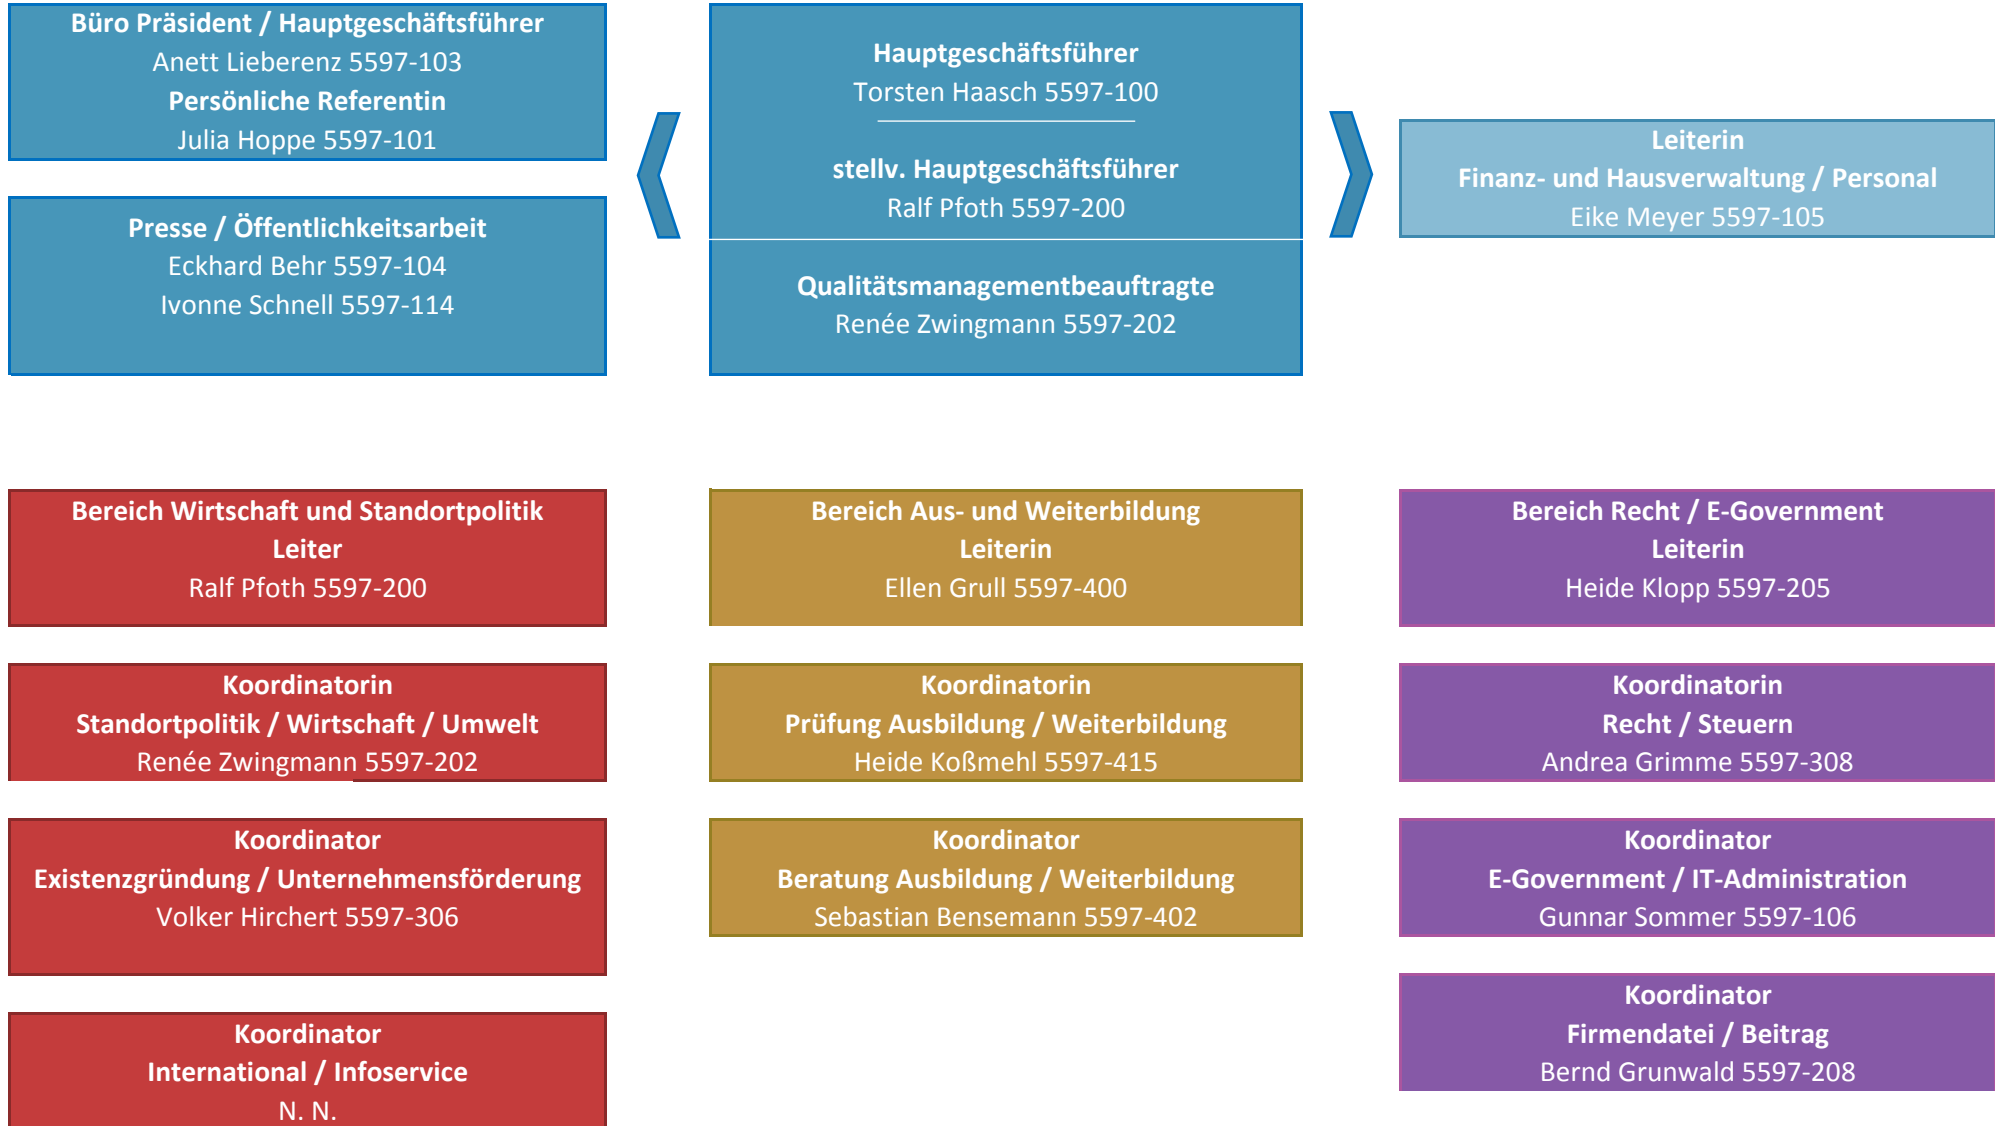 Büro Präsident / Hauptgeschäftsführer
Anett Lieberenz 5597-103
Persönliche Referentin
Julia Hoppe 5597-101
Presse / Öffentlichkeitsarbeit
Eckhard Behr 5597-104
Ivonne Schnell 5597-114
Hauptgeschäftsführer
Torsten Haasch 5597-100
stellv. Hauptgeschäftsführer
Ralf Pfoth 5597-200
Qualitätsmanagementbeauftragte
Renée Zwingmann 5597-202
Leiterin
Finanz- und Hausverwaltung / Personal
Eike Meyer 5597-105
Bereich Wirtschaft und Standortpolitik
Leiter
Ralf Pfoth 5597-200
Koordinatorin
Standortpolitik / Wirtschaft / Umwelt
Renée Zwingmann 5597-202
Koordinator
Existenzgründung / Unternehmensförderung
Volker Hirchert 5597-306
Koordinator
International / Infoservice
N. N.
Bereich Aus- und Weiterbildung
Leiterin
Ellen Grull 5597-400
Koordinatorin
Prüfung Ausbildung / Weiterbildung
Heide Koßmehl 5597-415
Koordinator
Beratung Ausbildung / Weiterbildung
Sebastian Bensemann 5597-402
Bereich Recht / E-Government
Leiterin
Heide Klopp 5597-205
Koordinatorin
Recht / Steuern
Andrea Grimme 5597-308
Koordinator
E-Government / IT-Administration
Gunnar Sommer 5597-106
Koordinator
Firmendatei / Beitrag
Bernd Grunwald 5597-208